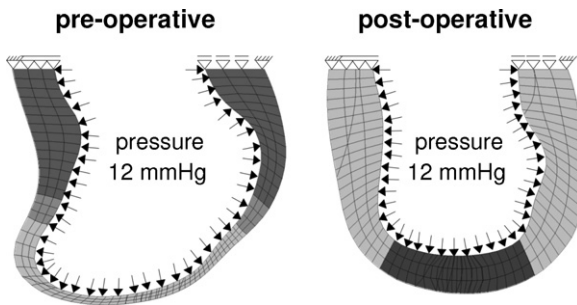 pre-operative
post-operative
pressure
12 mmHg
pressure
12 mmHg